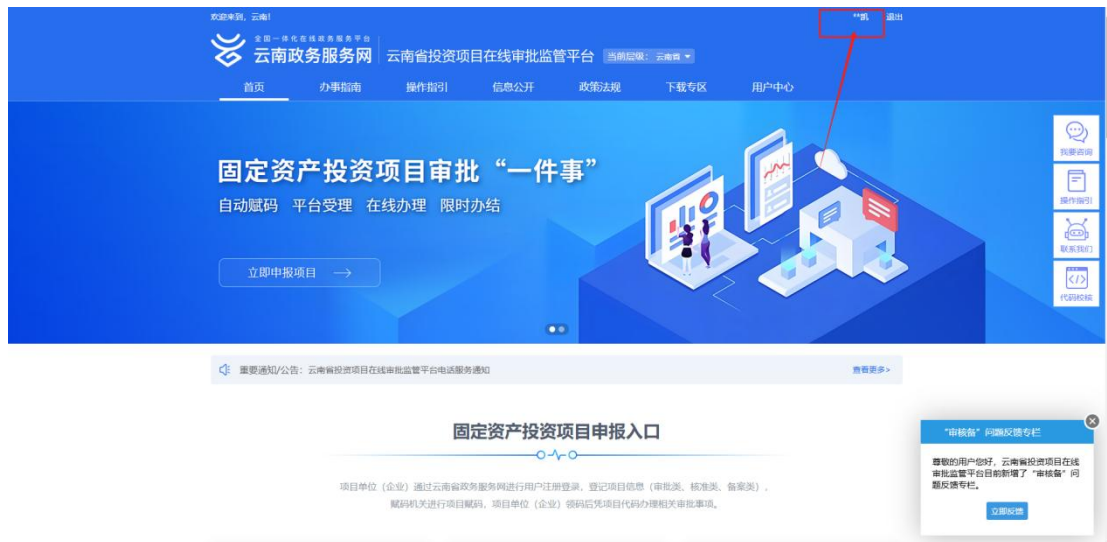 欢迎来到，云南！
**凯 退出
全国一体化在线政务服务平台
云南政务服务网 云南省投资项目在线审批监管平台 当前层级：云南省
首页 办事指南 操作指引 信息公开 政策法规 下载专区 用户中心
固定资产投资项目审批“一件事”
自动赋码 平台受理 在线办理 限时办结
立即申报项目
我要咨询
操作指引
联系我们
代码校核
重要通知/公告：云南省投资项目在线审批监管平台电话服务通知 查看更多>
固定资产投资项目申报入口
项目单位（企业）通过云南省政务服务网进行用户注册登录，登记项目信息（审批类、核准类、备案类），
赋码机关进行项目赋码，项目单位（企业）领码后凭项目代码办理相关审批事项。
“审核备”问题反馈专栏
尊敬的用户您好，云南省投资项目在线
审批监管平台目前新增了“审核备”问
题反馈专栏。
立即反馈